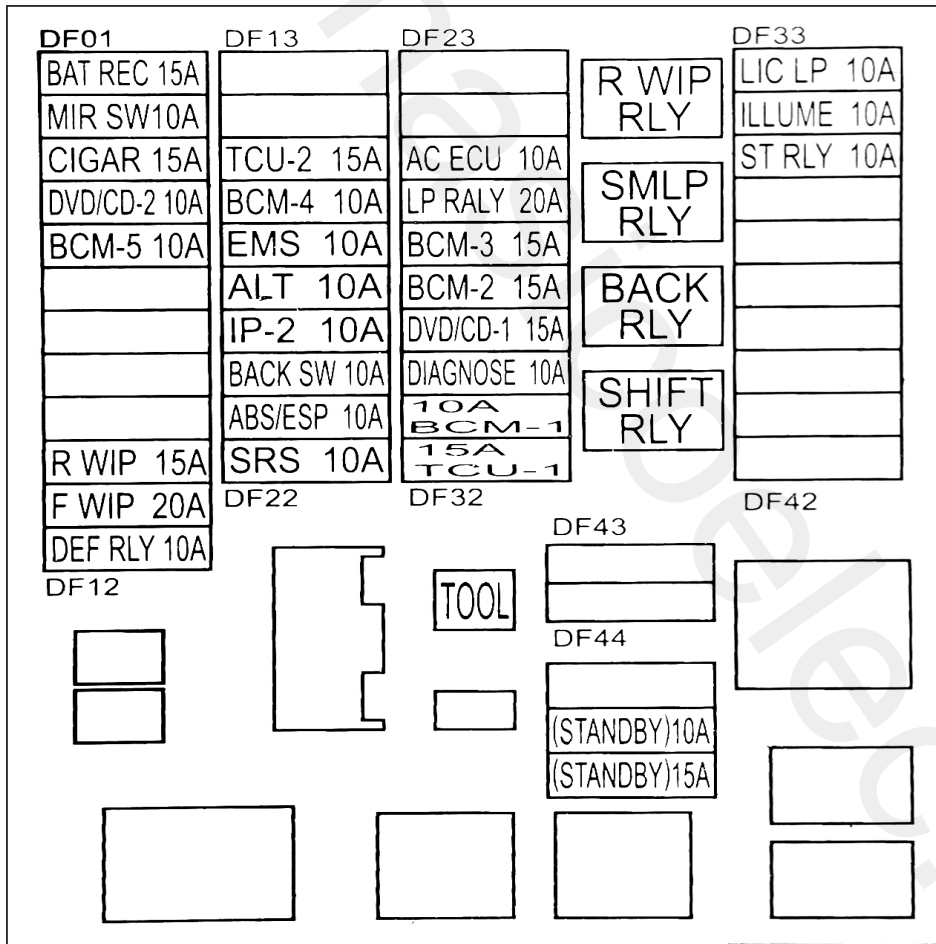 DF01
BAT REC 15A
MIR SW10A
CIGAR 15A
DVD/CD-2 10A
BCM-5 10A
R WIP 15A
F WIP 20A
DEF RLY 10A
DF12
DF13
TCU-2 15A
BCM-4 10A
EMS 10A
ALT 10A
IP-2 10A
BACK SW 10A
ABS/ESP 10A
SRS 10A
DF22
DF23
AC ECU 10A
LP RALY 20A
BCM-3 15A
BCM-2 15A
DVD/CD-1 15A
DIAGNOSE 10A
10A
BCM-1
15A
TCU-1
DF32
R WIP
RLY
SMLP
RLY
BACK
RLY
SHIFT
RLY
DF33
LIC LP 10A
ILLUME 10A
ST RLY 10A
DF42
TOOL
DF43
DF44
(STANDBY)10A
(STANDBY)15A